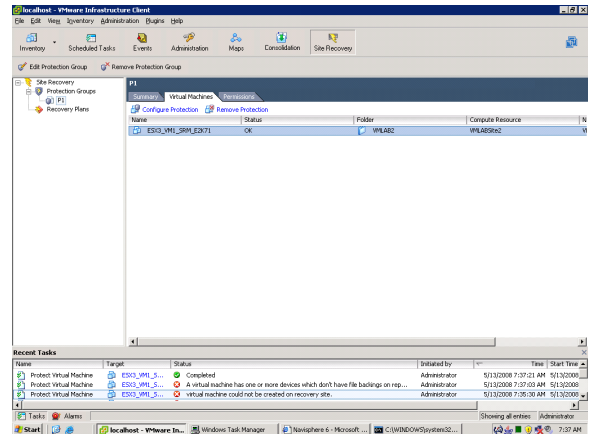 localhost - VMware Infrastructure Client
File Edit View Inventory Administration Plugins Help
Inventory Scheduled Tasks Events Administration Maps Consolidation Site Recovery
Edit Protection Group Remove Protection Group
Site Recovery
Protection Groups
P1
Recovery Plans
P1
Summary Virtual Machines Permissions
Configure Protection Remove Protection
Name Status Folder Compute Resource N
ESX3_VM1_SRM_E2K71 OK VMLAB2 VMLABSite2
Recent Tasks
Name Target Status Initiated by Time Start Time
Protect Virtual Machine ESX3_VM1_S... Completed Administrator 5/13/2008 7:37:21 AM 5/13/2008
Protect Virtual Machine ESX3_VM1_S... A virtual machine has one or more devices which don't have file backings on rep... Administrator 5/13/2008 7:37:03 AM 5/13/2008
Protect Virtual Machine ESX3_VM1_S... virtual machine could not be created on recovery site. Administrator 5/13/2008 7:35:30 AM 5/13/2008
Tasks Alarms Showing all entries Administrator
Start localhost - VMware In... Windows Task Manager Navisphere 6 - Microsoft ... C:\WINDOWS\system32... 7:37 AM